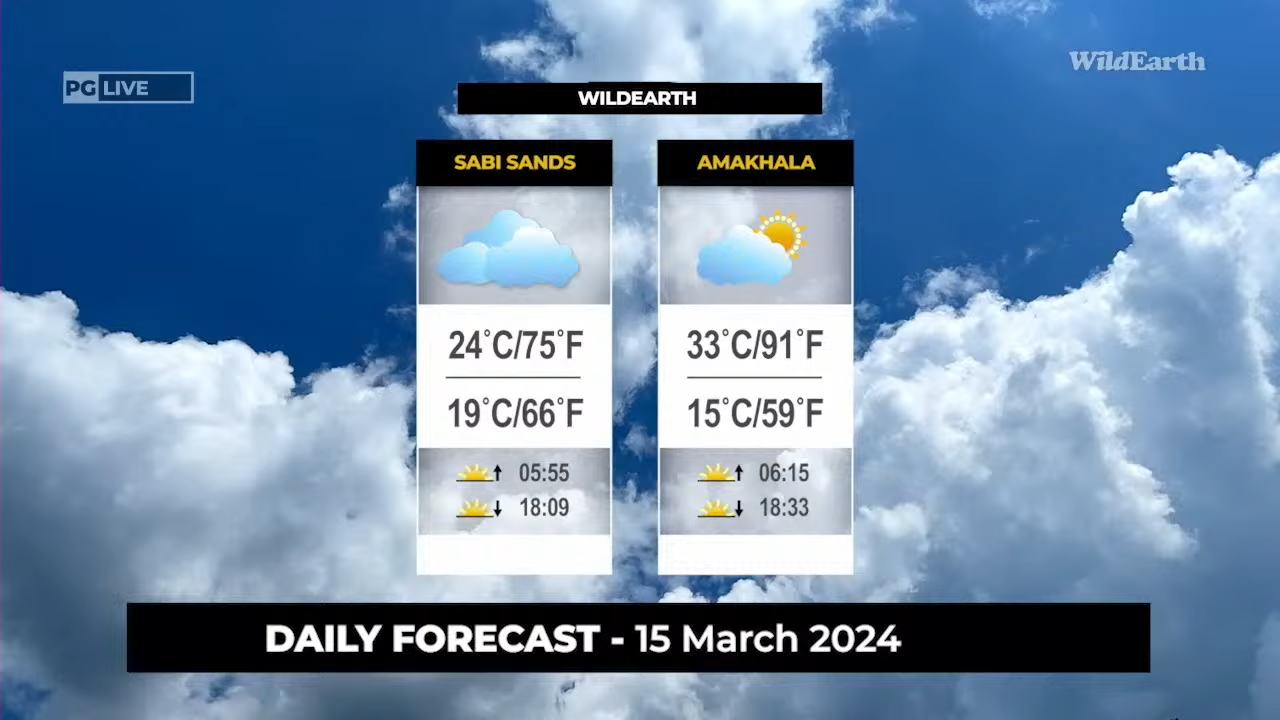 PG LIVE
WildEarth
WILDEARTH
SABI SANDS
24°C/75°F
19°C/66°F
05:55
18:09
AMAKHALA
33°C/91°F
15°C/59°F
06:15
18:33
DAILY FORECAST - 15 March 2024